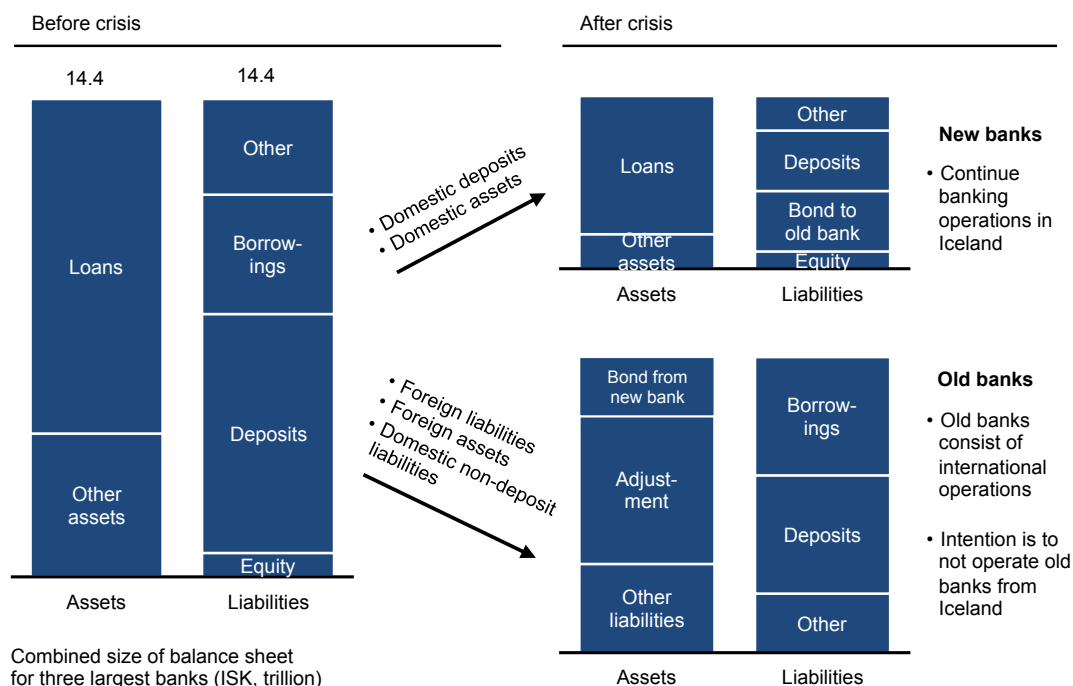 Before crisis
After crisis
14.4
14.4
Loans
Other
assets
Assets
Other
Borrow-
ings
Deposits
Equity
Liabilities
Combined size of balance sheet
for three largest banks (ISK, trillion)
• Domestic deposits
• Domestic assets
• Foreign liabilities
• Foreign assets
• Domestic non-deposit
liabilities
Loans
Other
assets
Assets
Other
Deposits
Bond to
old bank
Equity
Liabilities
New banks
• Continue
banking
operations in
Iceland
Bond from
new bank
Adjust-
ment
Other
liabilities
Assets
Borrow-
ings
Deposits
Other
Liabilities
Old banks
• Old banks
consist of
international
operations
• Intention is to
not operate old
banks from
Iceland